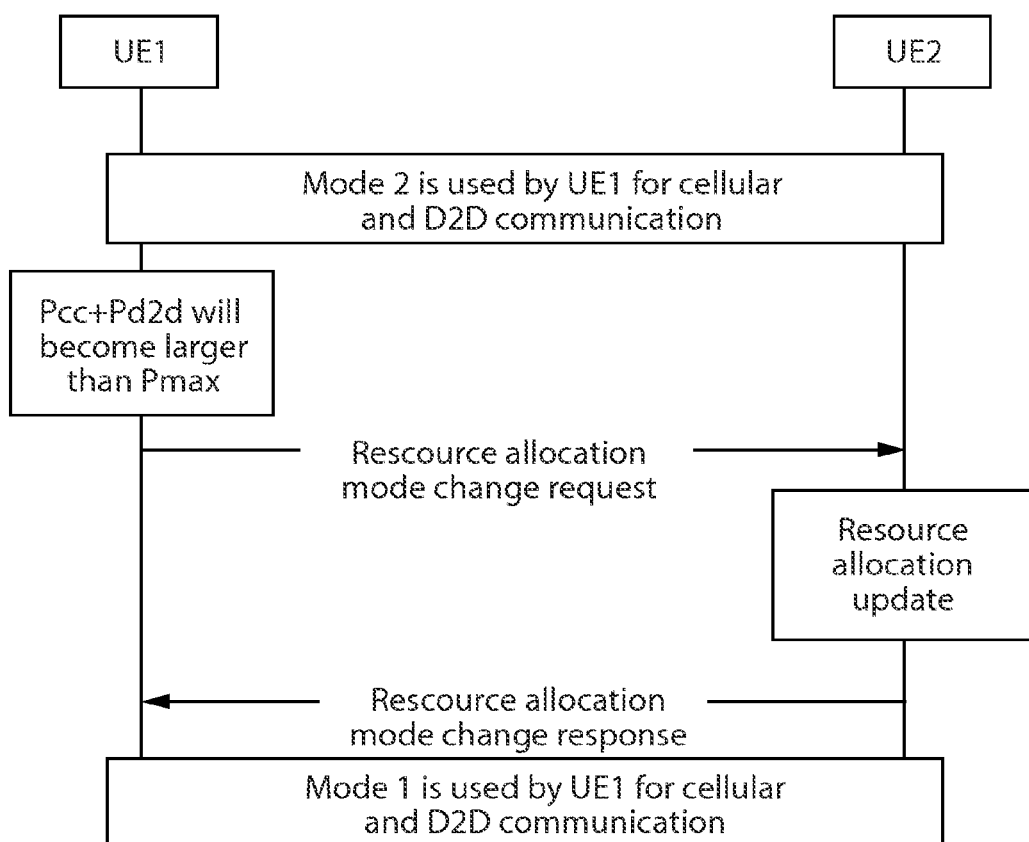 UE1
UE2
Mode 2 is used by UE1 for cellular
and D2D communication
Pcc+Pd2d will
become larger
than Pmax
Rescource allocation
mode change request
Resource
allocation
update
Rescource allocation
mode change response
Mode 1 is used by UE1 for cellular
and D2D communication